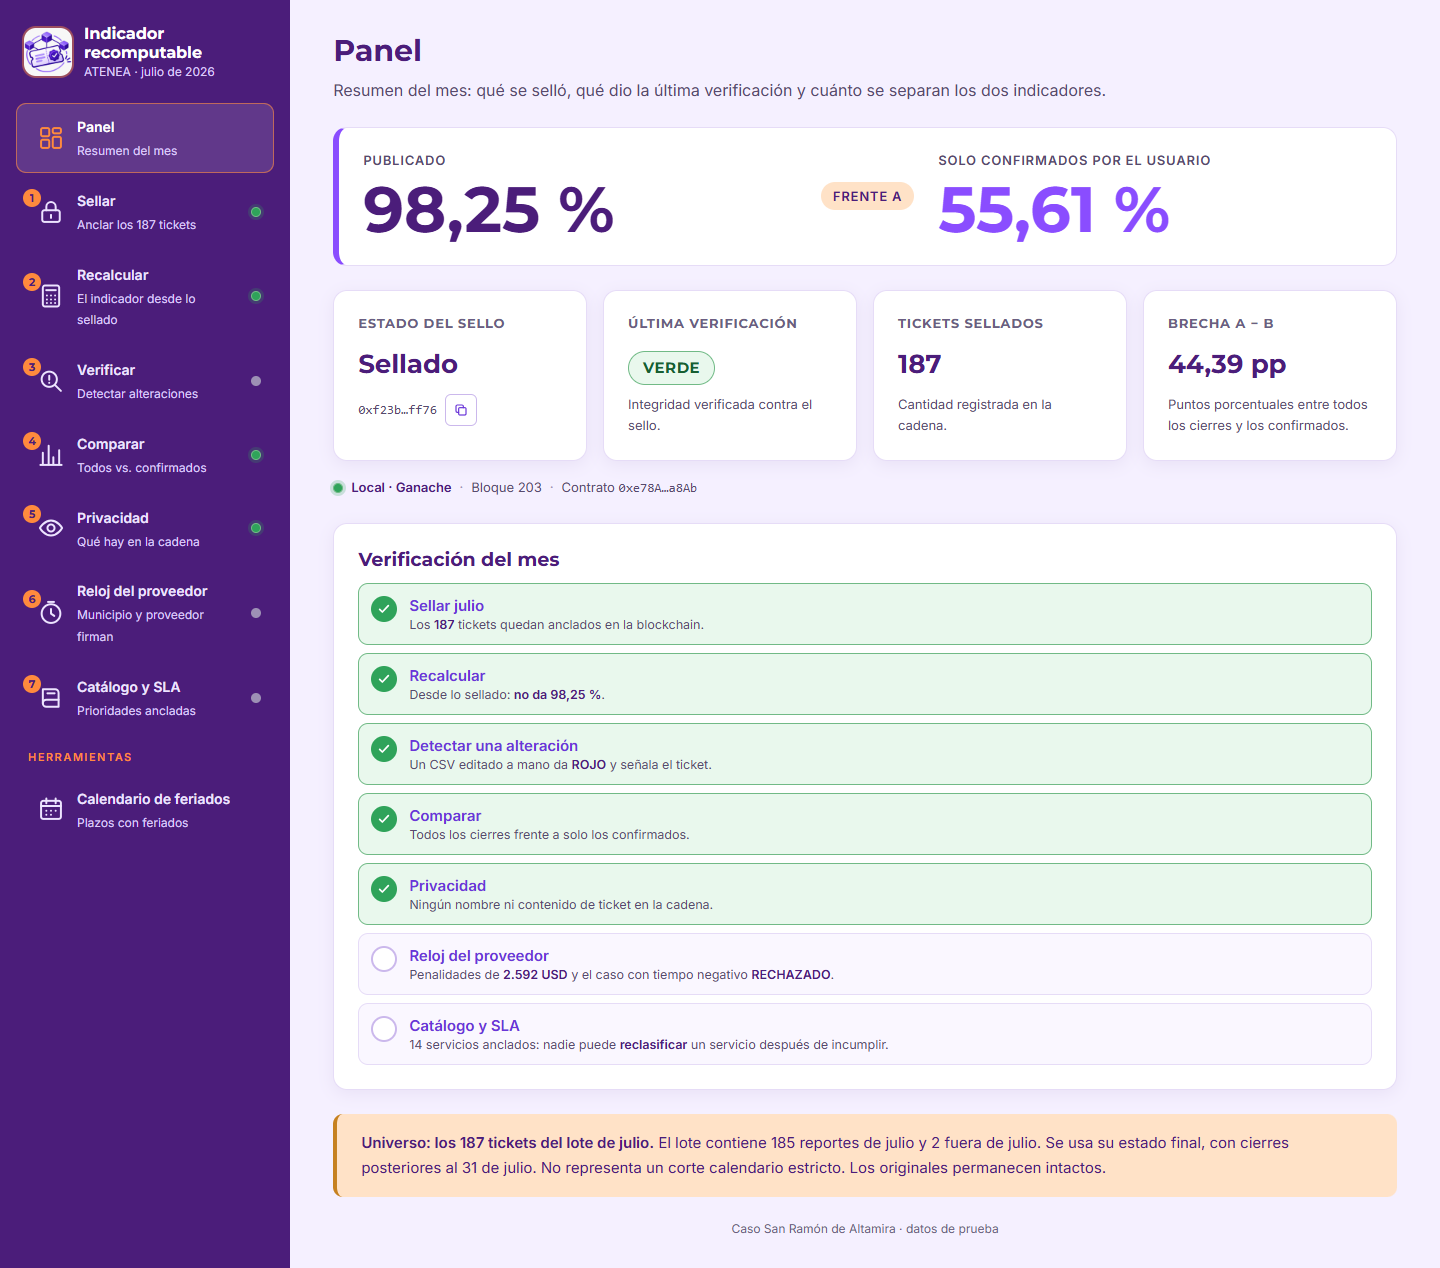 Indicador
recomputable
ATENEA · julio de 2026
Panel
Resumen del mes
1
Sellar
Anclar los 187 tickets
2
Recalcular
El indicador desde lo
sellado
3
Verificar
Detectar alteraciones
4
Comparar
Todos vs. confirmados
5
Privacidad
Qué hay en la cadena
6
Reloj del proveedor
Municipio y proveedor
firman
7
Catálogo y SLA
Prioridades ancladas
HERRAMIENTAS
Calendario de feriados
Plazos con feriados
Panel
Resumen del mes: qué se selló, qué dio la última verificación y cuánto se separan los dos indicadores.
PUBLICADO
98,25 %
FRENTE A
SOLO CONFIRMADOS POR EL USUARIO
55,61 %
ESTADO DEL SELLO
Sellado
0xf23b…ff76
ÚLTIMA VERIFICACIÓN
VERDE
Integridad verificada contra el
sello.
TICKETS SELLADOS
187
Cantidad registrada en la
cadena.
BRECHA A − B
44,39 pp
Puntos porcentuales entre todos
los cierres y los confirmados.
Local · Ganache · Bloque 203 · Contrato 0xe78A…a8Ab
Verificación del mes
Sellar julio
Los 187 tickets quedan anclados en la blockchain.
Recalcular
Desde lo sellado: no da 98,25 %.
Detectar una alteración
Un CSV editado a mano da ROJO y señala el ticket.
Comparar
Todos los cierres frente a solo los confirmados.
Privacidad
Ningún nombre ni contenido de ticket en la cadena.
Reloj del proveedor
Penalidades de 2.592 USD y el caso con tiempo negativo RECHAZADO.
Catálogo y SLA
14 servicios anclados: nadie puede reclasificar un servicio después de incumplir.
Universo: los 187 tickets del lote de julio. El lote contiene 185 reportes de julio y 2 fuera de julio. Se usa su estado final, con cierres
posteriores al 31 de julio. No representa un corte calendario estricto. Los originales permanecen intactos.
Caso San Ramón de Altamira · datos de prueba